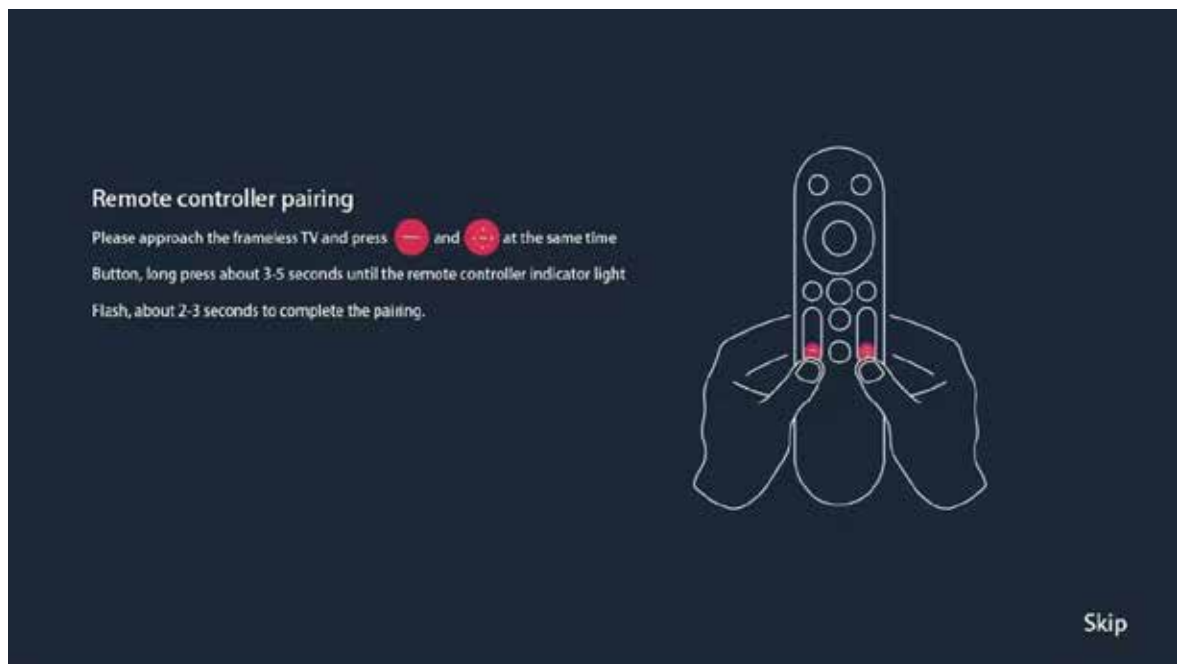 Remote controller pairing
Please approach the frameless TV and press and at the same time
Button, long press about 3-5 seconds until the remote controller indicator light
Flash, about 2-3 seconds to complete the pairing.
Skip